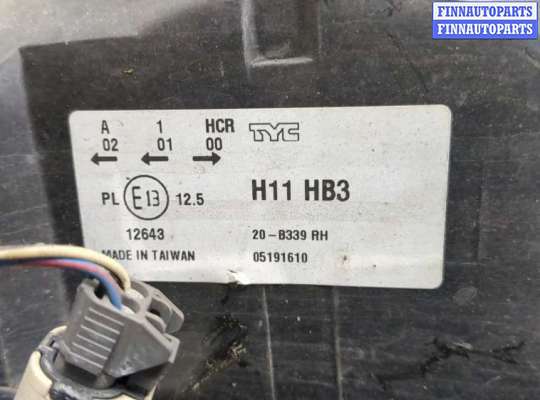 FINNAUTOPARTS
FINNAUTOPARTS
A 1 HCR TYC
02 01 00
PL E13 12.5 H11 HB3
12643 20-B339 RH
MADE IN TAIWAN 05191610